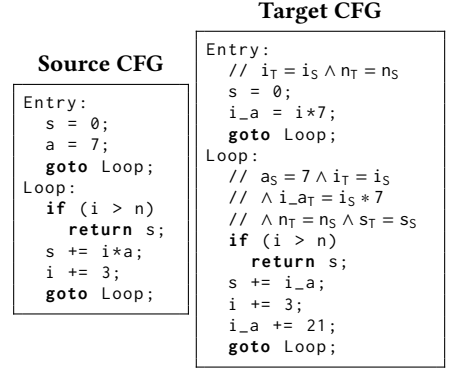 Source CFG
Entry:
s = 0;
a = 7;
goto Loop;
Loop:
if (i > n)
return s;
s += i*a;
i += 3;
goto Loop;
Target CFG
Entry:
// i_T = i_S ∧ n_T = n_S
s = 0;
i_a = i*7;
goto Loop;
Loop:
// a_S = 7 ∧ i_T = i_S
// ∧ i_a_T = i_S * 7
// ∧ n_T = n_S ∧ s_T = s_S
if (i > n)
return s;
s += i_a;
i += 3;
i_a += 21;
goto Loop;